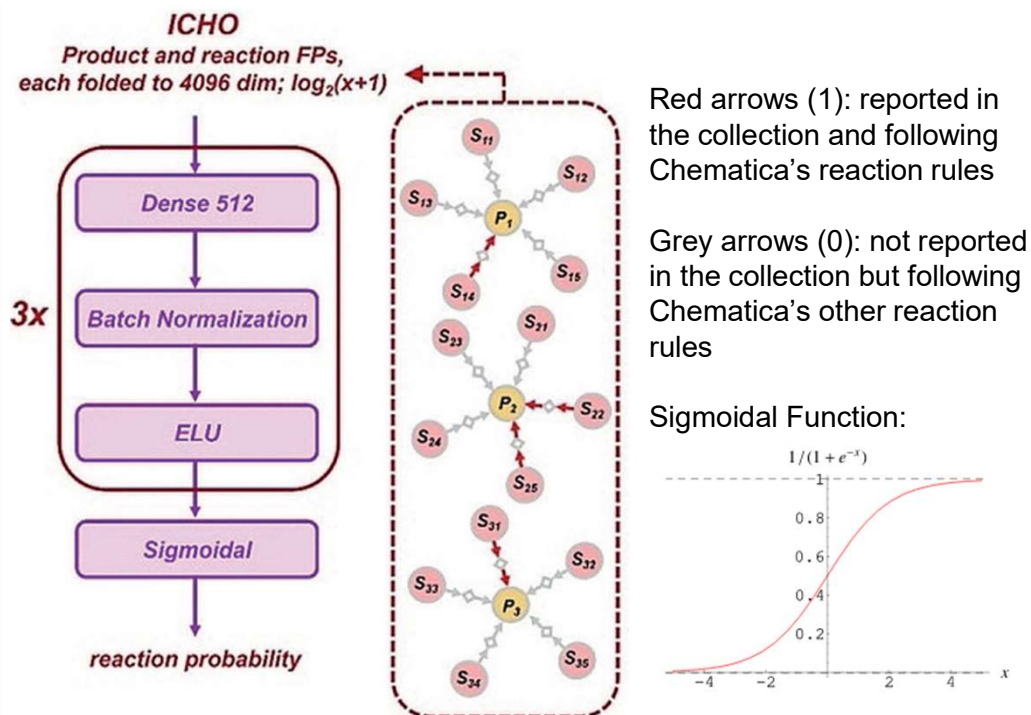 ICHO
Product and reaction FPs,
each folded to 4096 dim; log₂(x+1)
3x
Dense 512
Batch Normalization
ELU
Sigmoidal
reaction probability
S₁₁
S₁₂
S₁₃
P₁
S₁₄
S₁₅
S₂₁
S₂₃
P₂
S₂₂
S₂₄
S₂₅
S₃₁
S₃₂
S₃₃
P₃
S₃₄
S₃₅
Red arrows (1): reported in
the collection and following
Chematica’s reaction rules
Grey arrows (0): not reported
in the collection but following
Chematica’s other reaction
rules
Sigmoidal Function:
1/(1 + e⁻ˣ)
1
0.8
0.6
0.4
0.2
−4
−2
2
4
x